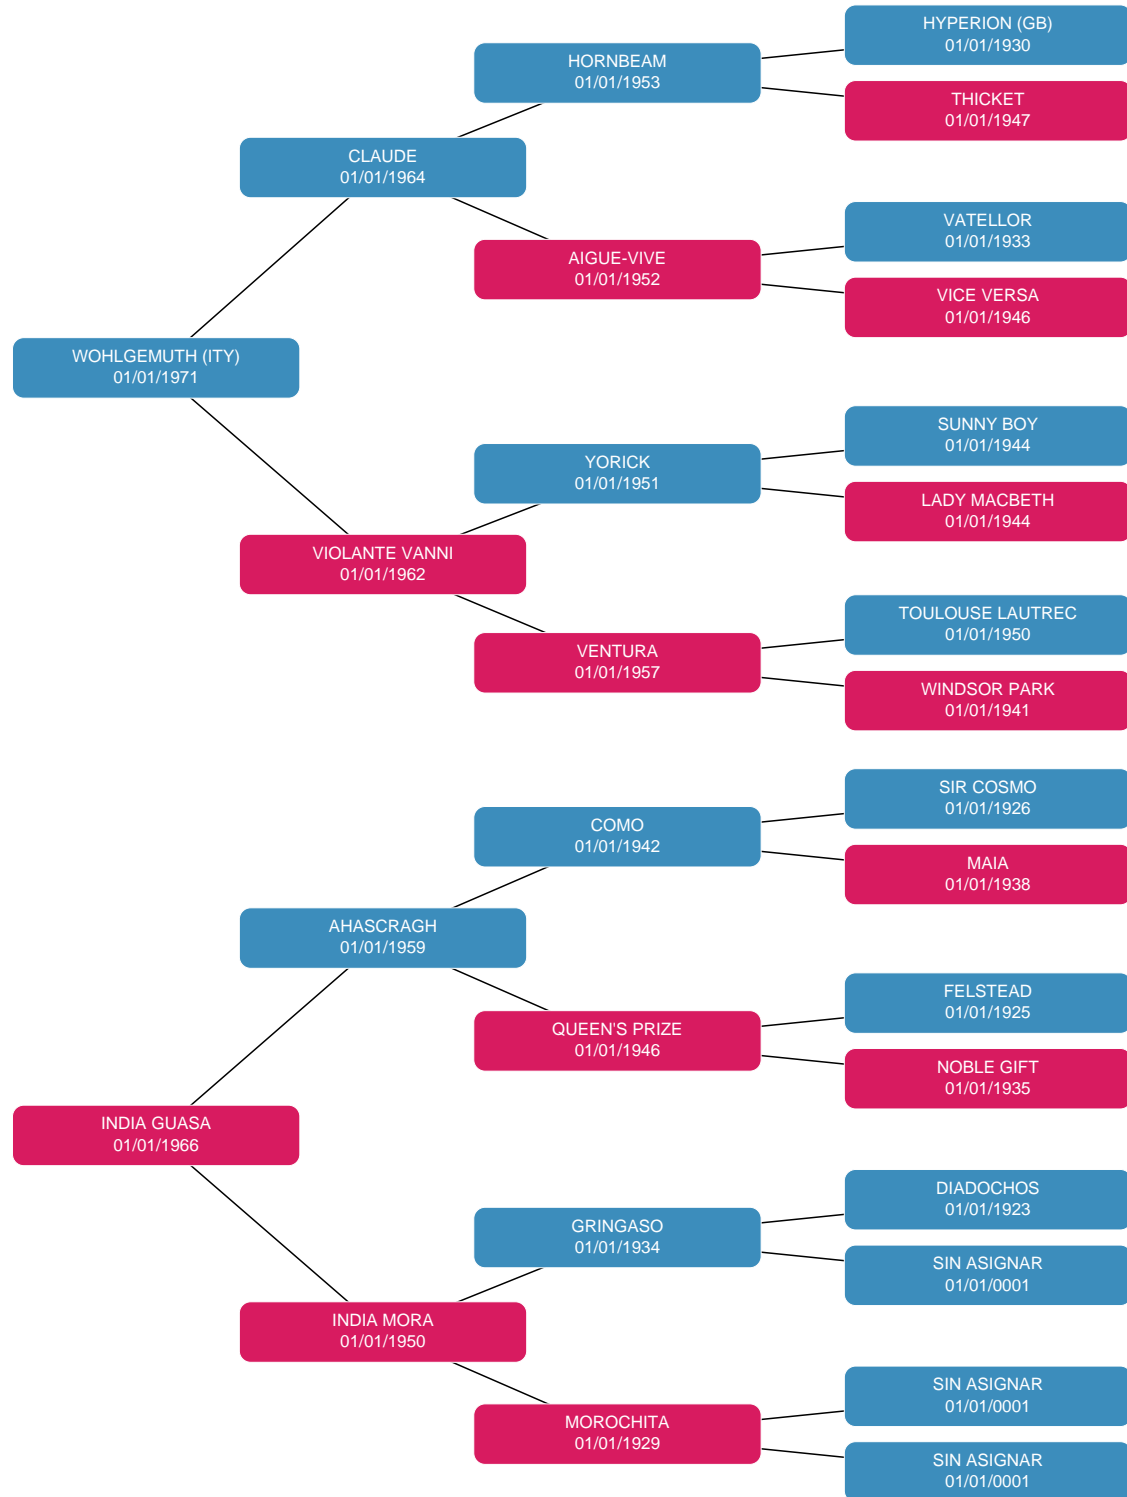 HYPERION (GB)
01/01/1930
HORNBEAM
01/01/1953
THICKET
01/01/1947
CLAUDE
01/01/1964
VATELLOR
01/01/1933
AIGUE-VIVE
01/01/1952
VICE VERSA
01/01/1946
WOHLGEMUTH (ITY)
01/01/1971
SUNNY BOY
01/01/1944
YORICK
01/01/1951
LADY MACBETH
01/01/1944
VIOLANTE VANNI
01/01/1962
TOULOUSE LAUTREC
01/01/1950
VENTURA
01/01/1957
WINDSOR PARK
01/01/1941
SIR COSMO
01/01/1926
COMO
01/01/1942
MAIA
01/01/1938
AHASCRAGH
01/01/1959
FELSTEAD
01/01/1925
QUEEN'S PRIZE
01/01/1946
NOBLE GIFT
01/01/1935
INDIA GUASA
01/01/1966
DIADOCHOS
01/01/1923
GRINGASO
01/01/1934
SIN ASIGNAR
01/01/0001
INDIA MORA
01/01/1950
SIN ASIGNAR
01/01/0001
MOROCHITA
01/01/1929
SIN ASIGNAR
01/01/0001